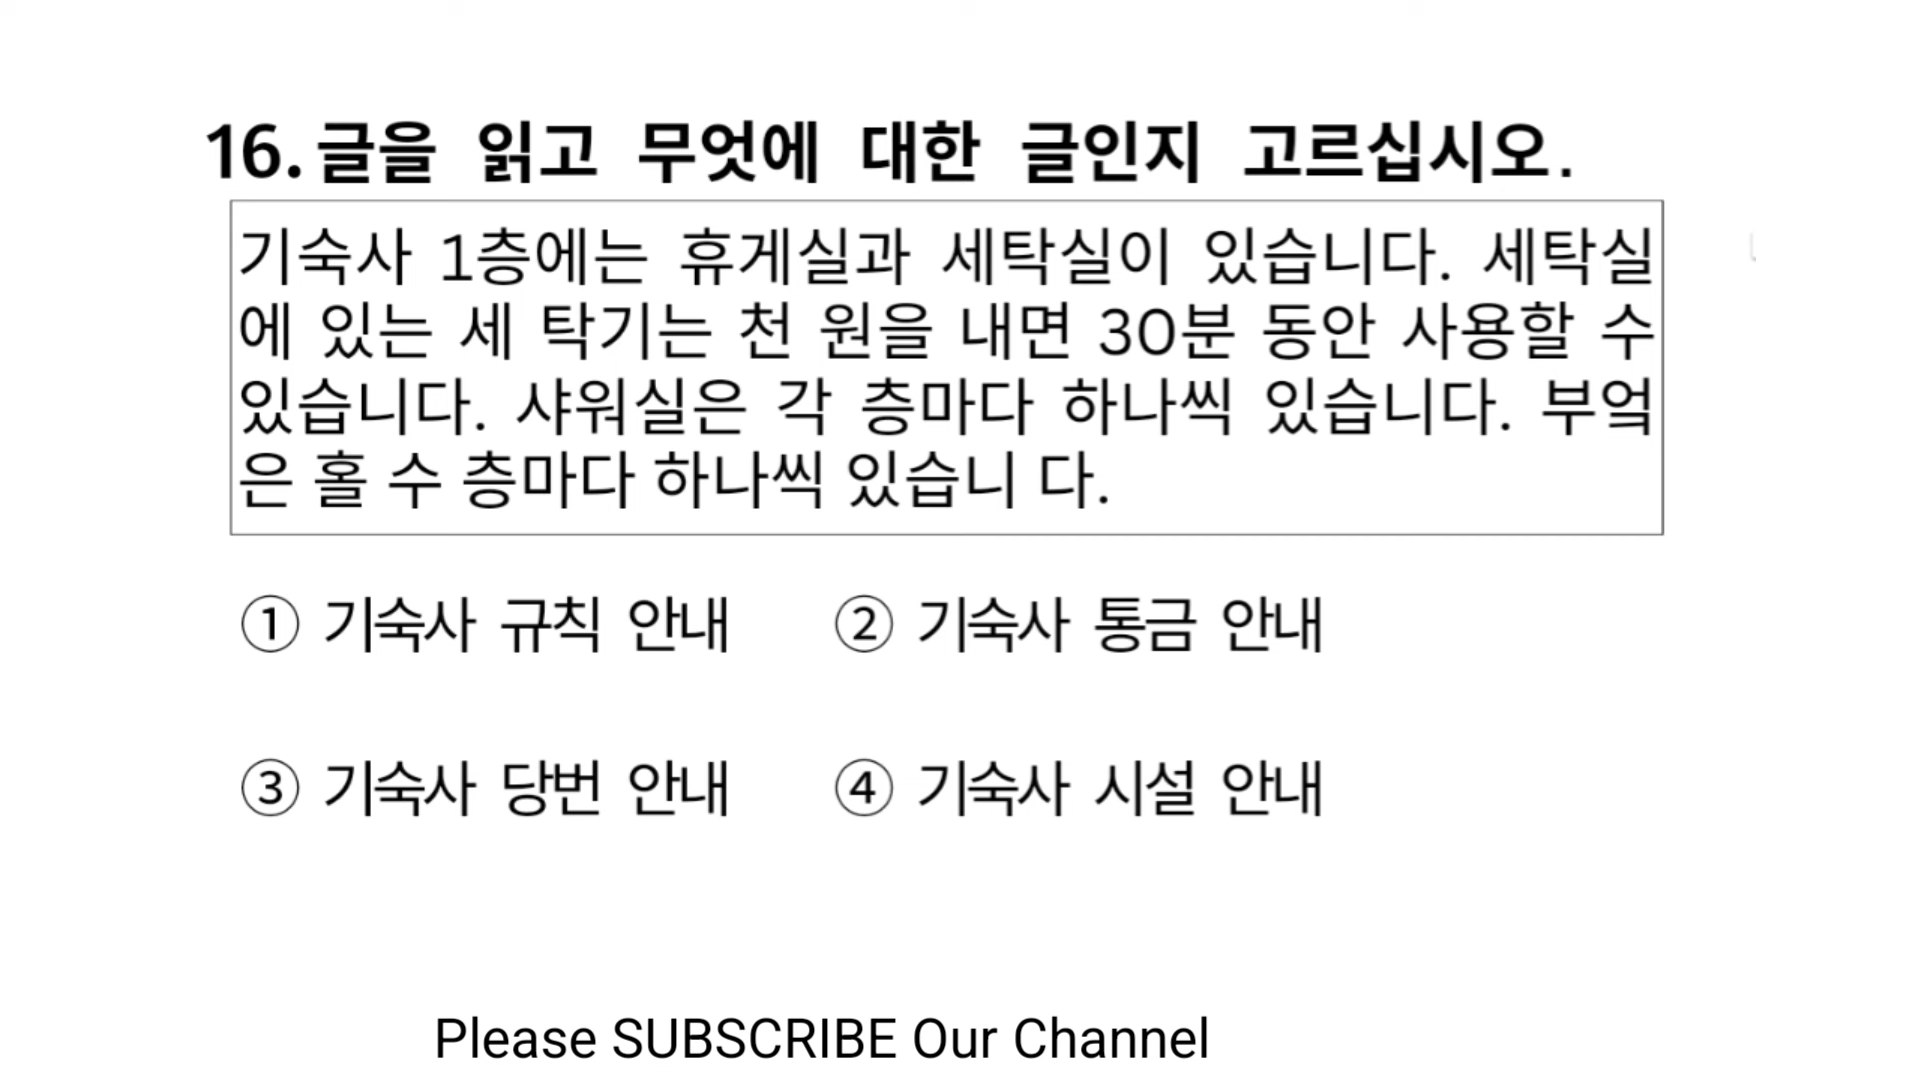 16. 글을 읽고 무엇에 대한 글인지 고르십시오.
기숙사 1층에는 휴게실과 세탁실이 있습니다. 세탁실
에 있는 세 탁기는 천 원을 내면 30분 동안 사용할 수
있습니다. 샤워실은 각 층마다 하나씩 있습니다. 부엌
은 홀 수 층마다 하나씩 있습니 다.
① 기숙사 규칙 안내 ② 기숙사 통금 안내
③ 기숙사 당번 안내 ④ 기숙사 시설 안내
Please SUBSCRIBE Our Channel